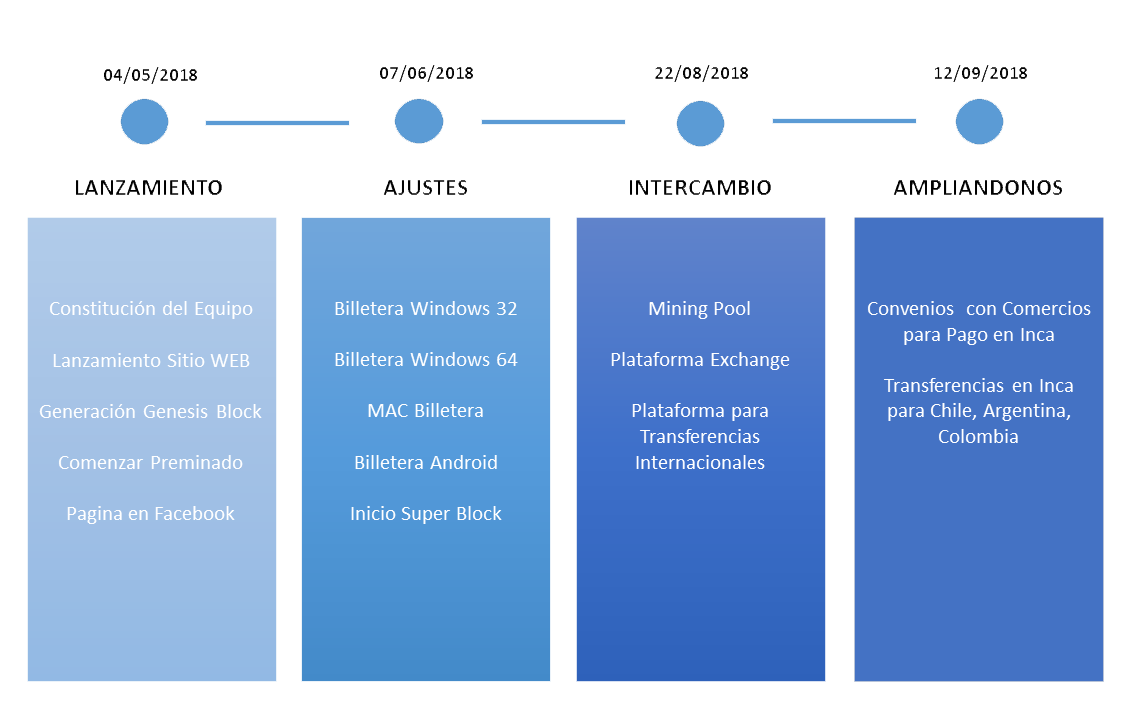 04/05/2018
07/06/2018
22/08/2018
12/09/2018
LANZAMIENTO
AJUSTES
INTERCAMBIO
AMPLIANDONOS
Constitución del Equipo
Lanzamiento Sitio WEB
Generación Genesis Block
Comenzar Preminado
Pagina en Facebook
Billetera Windows 32
Billetera Windows 64
MAC Billetera
Billetera Android
Inicio Super Block
Mining Pool
Plataforma Exchange
Plataforma para
Transferencias
Internacionales
Convenios con Comercios
para Pago en Inca
Transferencias en Inca
para Chile, Argentina,
Colombia